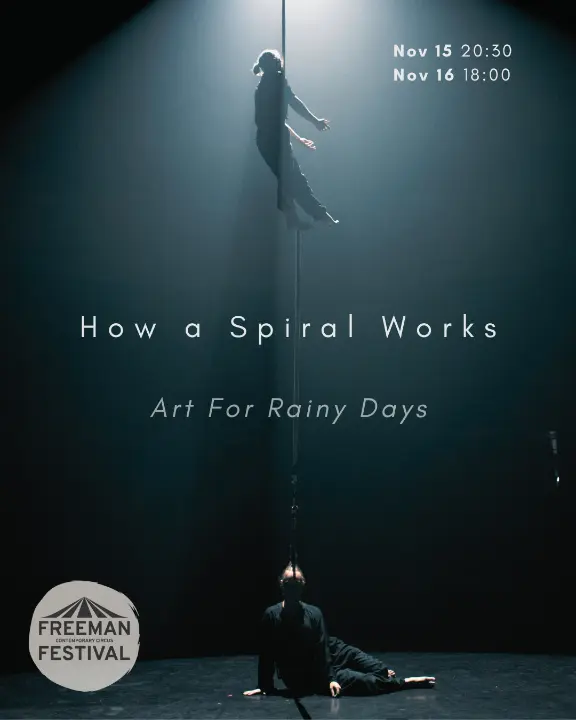 Nov 15 20:30
Nov 16 18:00
How a Spiral Works
Art For Rainy Days
FREEMAN
CONTEMPORARY CIRCUS
FESTIVAL